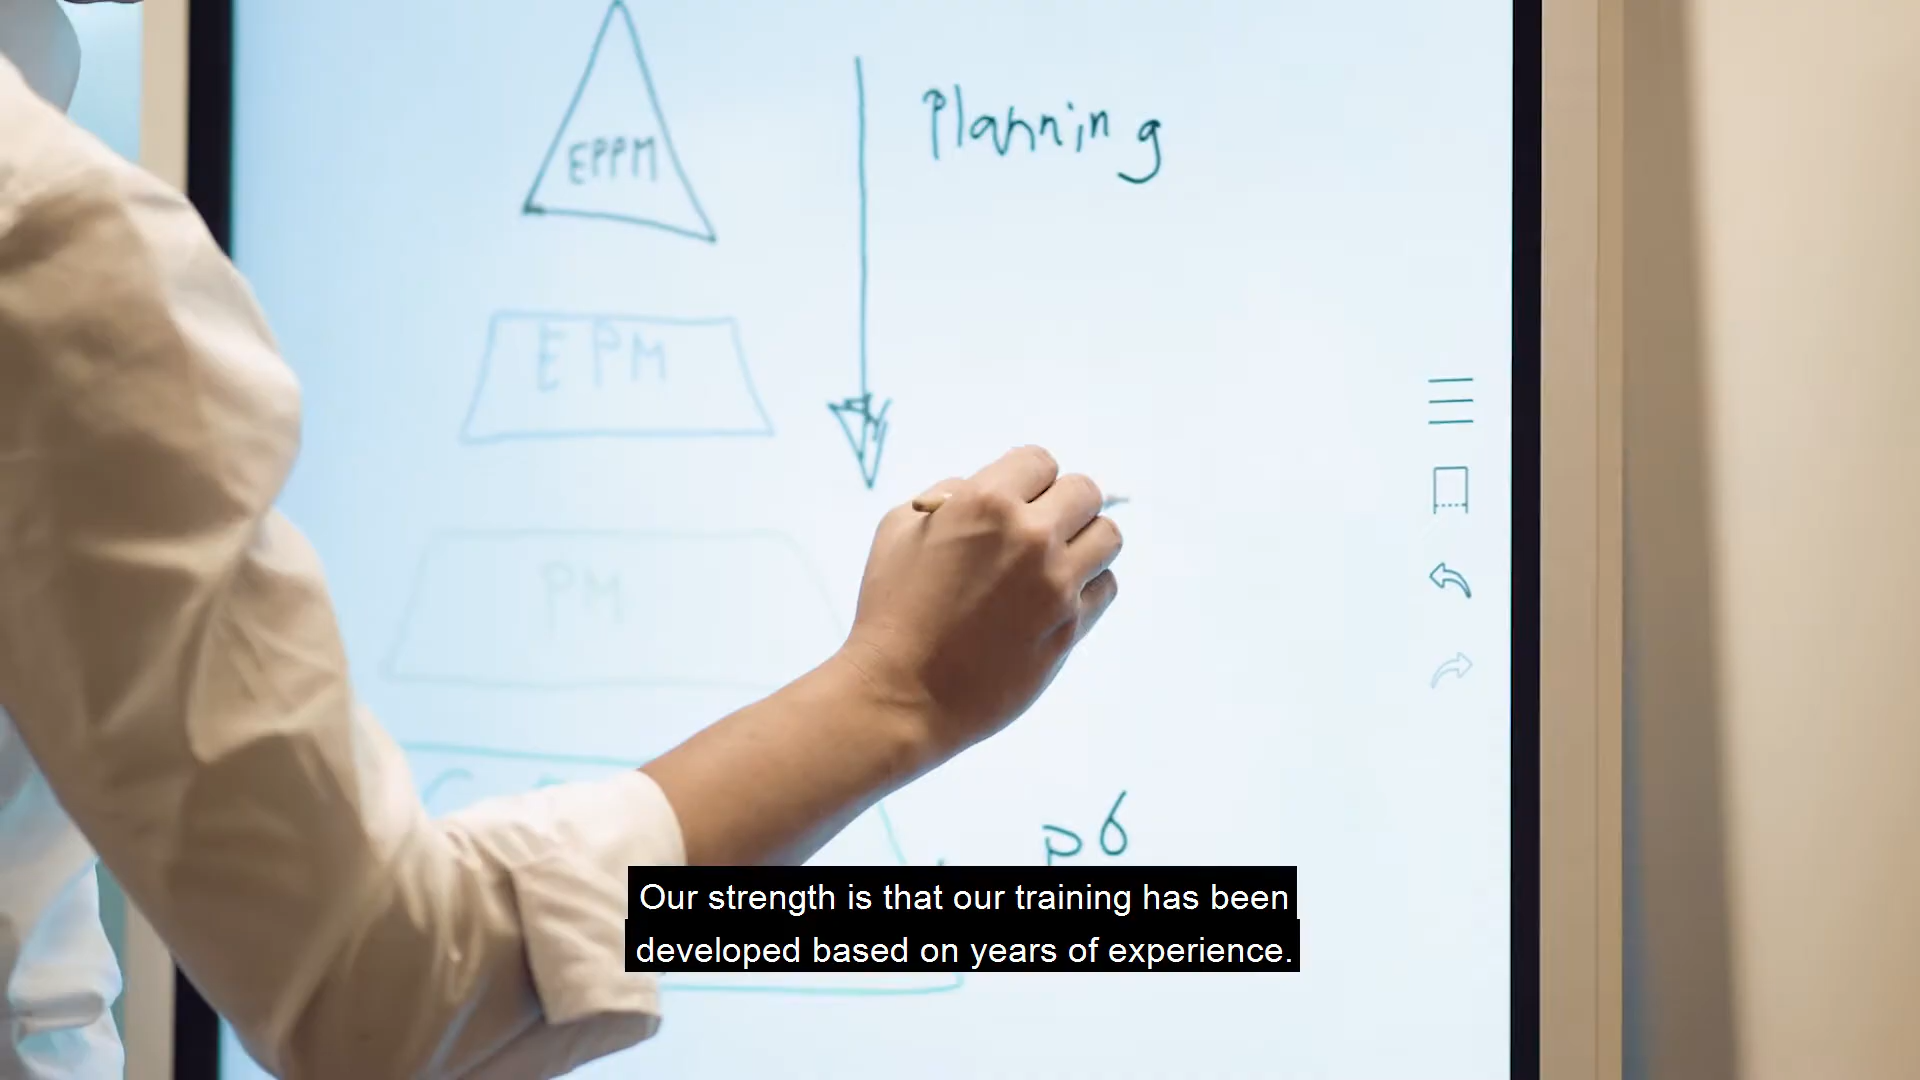 EPPM
Planning
EPM
PM
P6
Our strength is that our training has been
developed based on years of experience.